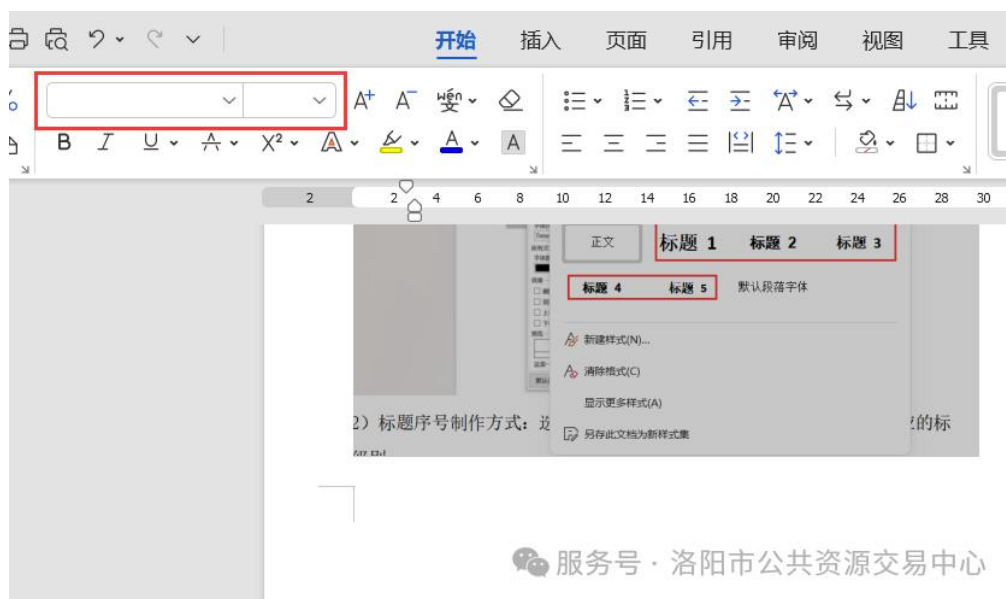 开始 插入 页面 引用 审阅 视图 工具
A+ A- wén 变
B I U A X² A A A
2 2 4 6 8 10 12 14 16 18 20 22 24 26 28 30
正文 标题 1 标题 2 标题 3
标题 4 标题 5 默认段落字体
新建样式(N)...
清除格式(C)
显示更多样式(A)
2）标题序号制作方式：选
的标
另存此文档为新样式集
服务号 · 洛阳市公共资源交易中心